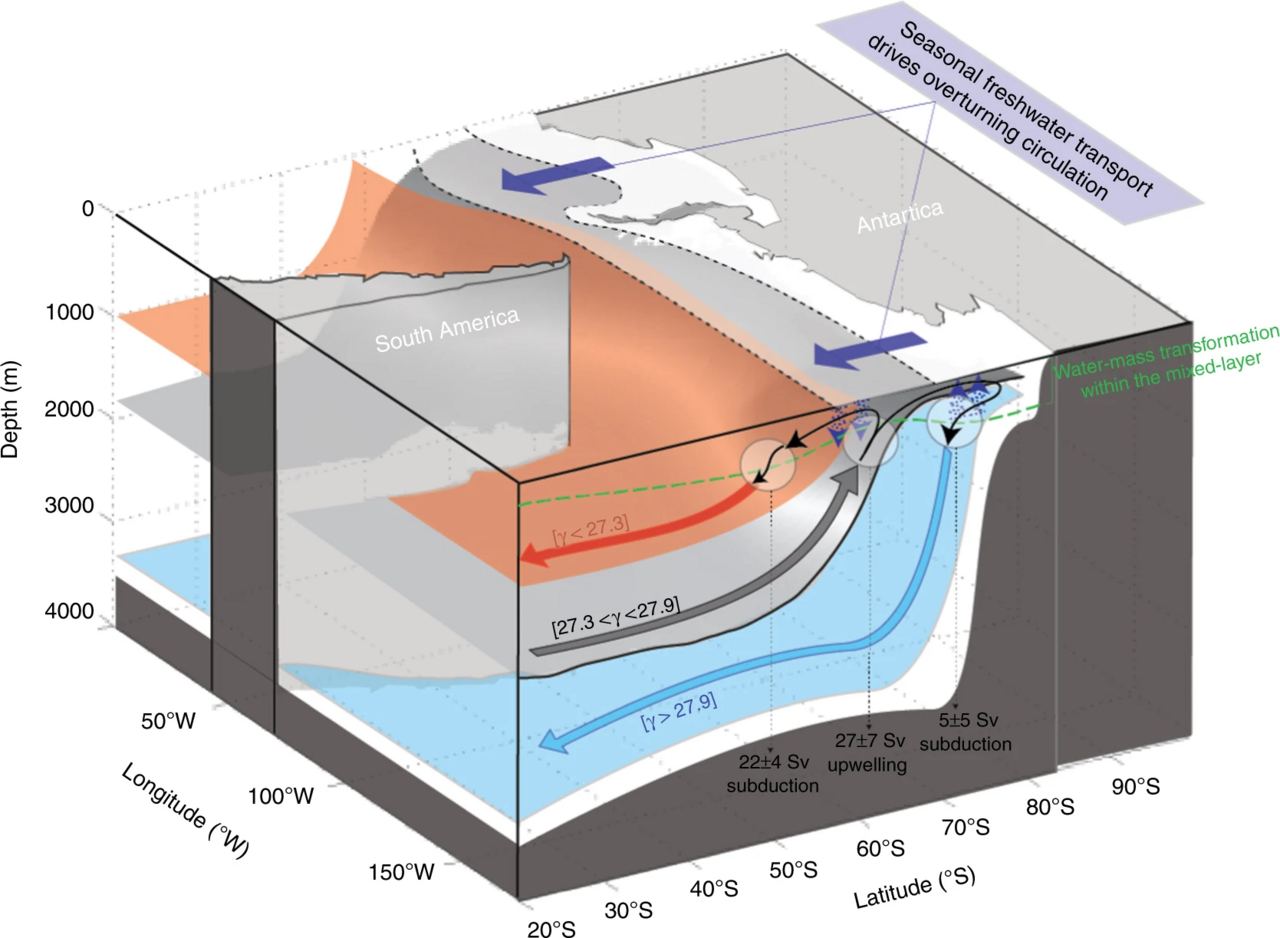 Seasonal freshwater transport
drives overturning circulation
Antartica
South America
0
1000
2000
3000
4000
Depth (m)
Water-mass transformation
within the mixed-layer
[γ < 27.3]
[27.3 < γ < 27.9]
[γ > 27.9]
22±4 Sv
subduction
27±7 Sv
upwelling
5±5 Sv
subduction
50°W
100°W
150°W
Longitude (°W)
20°S
30°S
40°S
50°S
60°S
70°S
80°S
90°S
Latitude (°S)